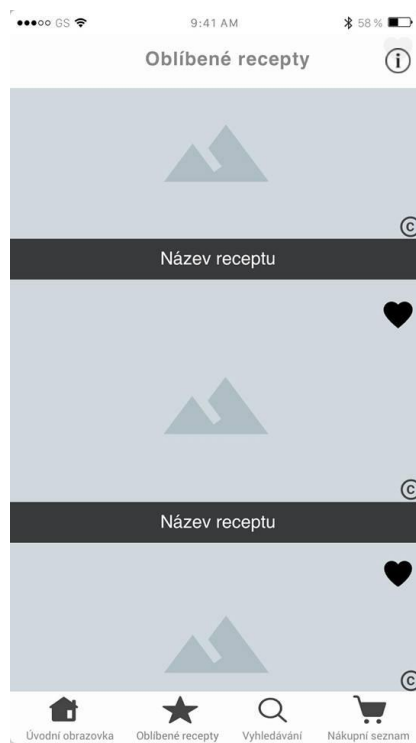 GS 9:41 AM 58 %
Oblíbené recepty
i
©
Název receptu
©
Název receptu
©
Úvodní obrazovka Oblíbené recepty Vyhledávání Nákupní seznam